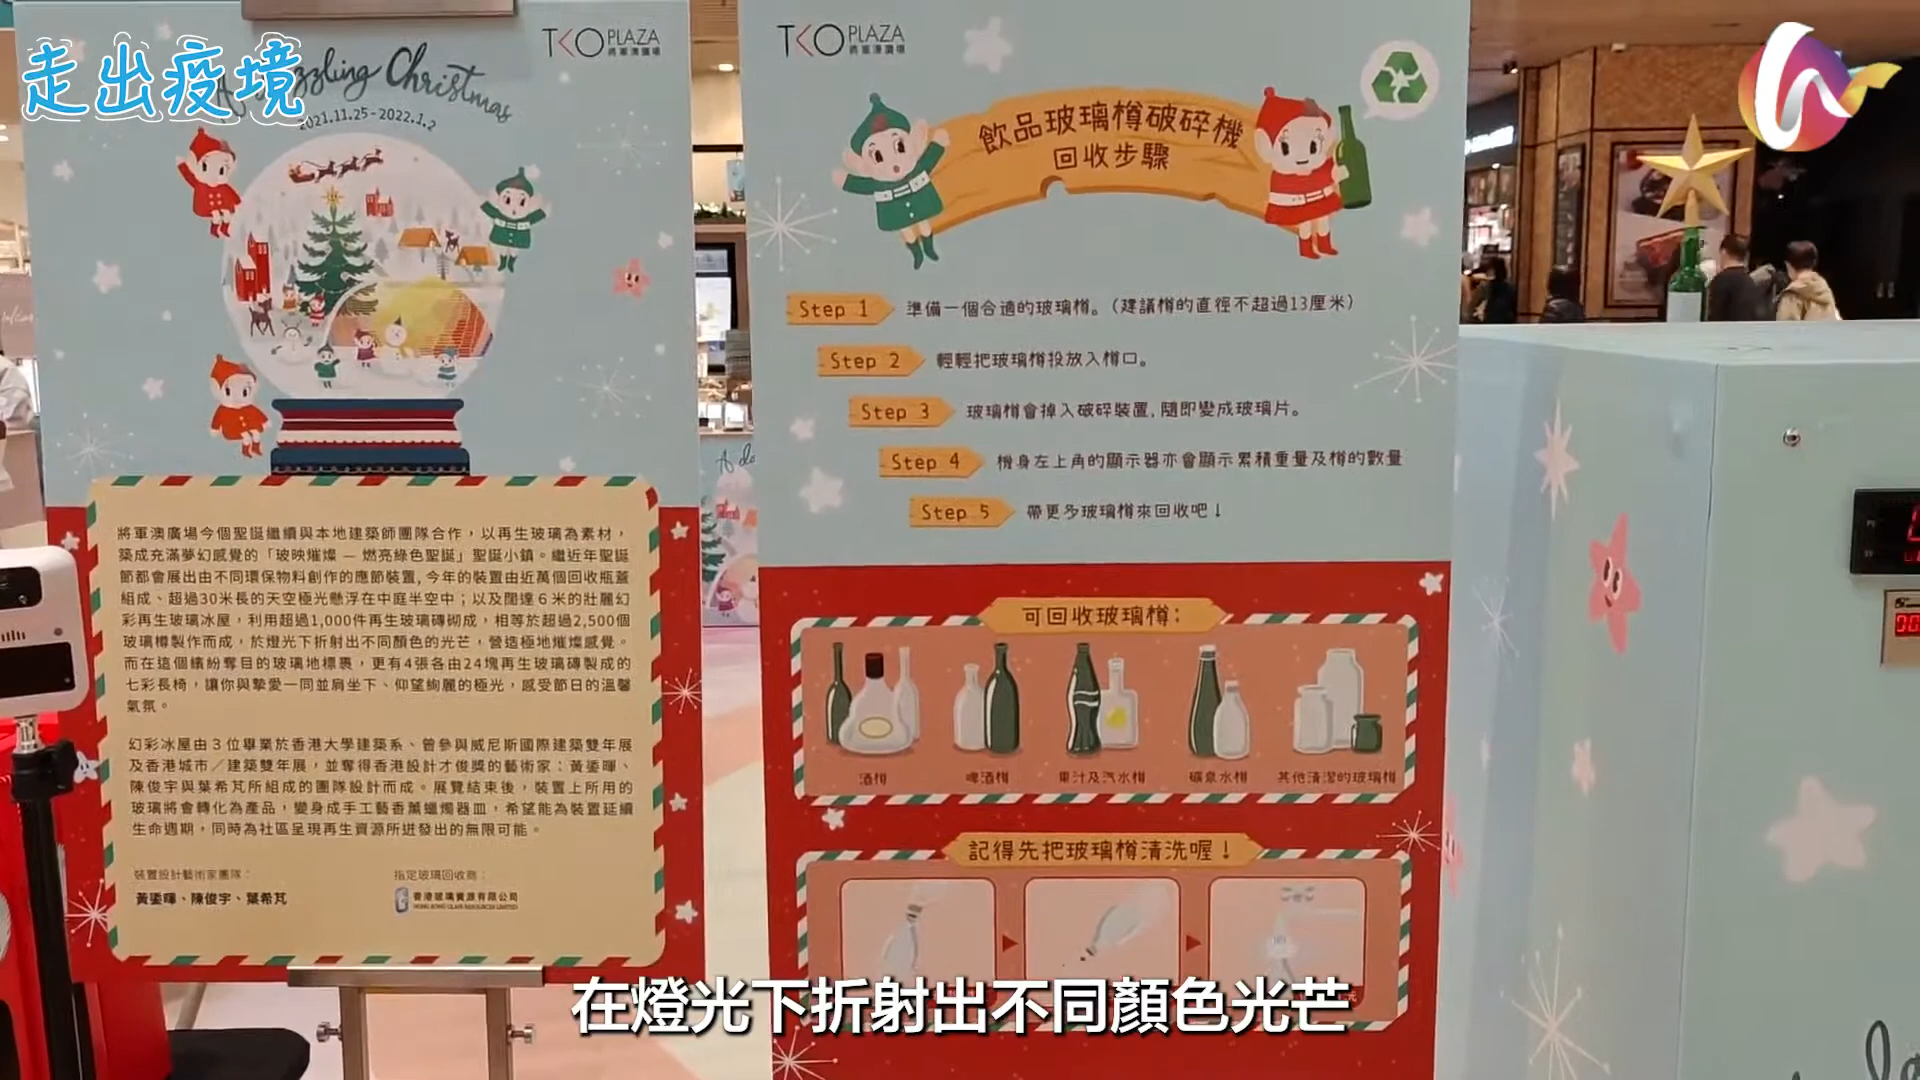 走出疫境
TKO PLAZA
將軍澳廣場
A Dazzling Christmas
2021.11.25-2022.1.2
將軍澳廣場今個聖誕繼續與本地建築師團隊合作，以再生玻璃為素材，
築成充滿夢幻感覺的「玻映璀燦 — 燃亮綠色聖誕」聖誕小鎮。繼近年聖誕
節都會展出由不同環保物料創作的應節裝置，今年的裝置由近萬個回收瓶蓋
組成、超過30米長的天空極光懸浮在中庭半空中；以及闊達6米的壯麗幻
彩再生玻璃冰屋，利用超過1,000件再生玻璃磚砌成，相等於超過2,500個
玻璃樽製作而成，於燈光下折射出不同顏色的光芒，營造極地璀燦感覺。
而在這個繽紛奪目的玻璃地標裹，更有4張各由24塊再生玻璃磚製成的
七彩長椅，讓你與摯愛一同並肩坐下、仰望絢麗的極光，感受節日的溫馨
氣氛。
幻彩冰屋由3位畢業於香港大學建築系、曾參與威尼斯國際建築雙年展
及香港城市／建築雙年展，並奪得香港設計才俊獎的藝術家：黃鋈暉、
陳俊宇與葉希芃所組成的團隊設計而成。展覽結束後，裝置上所用的
玻璃將會轉化為產品，變身成手工藝香薰蠟燭器皿，希望能為裝置延續
生命週期，同時為社區呈現再生資源所迸發出的無限可能。
裝置設計藝術家團隊：
黃鋈暉、陳俊宇、葉希芃
指定玻璃回收商：
香港玻璃資源有限公司
HONG KONG GLASS RESOURCES LIMITED
TKO PLAZA
將軍澳廣場
飲品玻璃樽破碎機
回收步驟
Step 1 準備一個合適的玻璃樽。(建議樽的直徑不超過13厘米)
Step 2 輕輕把玻璃樽投放入樽口。
Step 3 玻璃樽會掉入破碎裝置,隨即變成玻璃片。
Step 4 機身左上角的顯示器亦會顯示累積重量及樽的數量
Step 5 帶更多玻璃樽來回收吧！
可回收玻璃樽：
酒樽
啤酒樽
果汁及汽水樽
礦泉水樽
其他清潔的玻璃樽
記得先把玻璃樽清洗喔！
在燈光下折射出不同顏色光芒